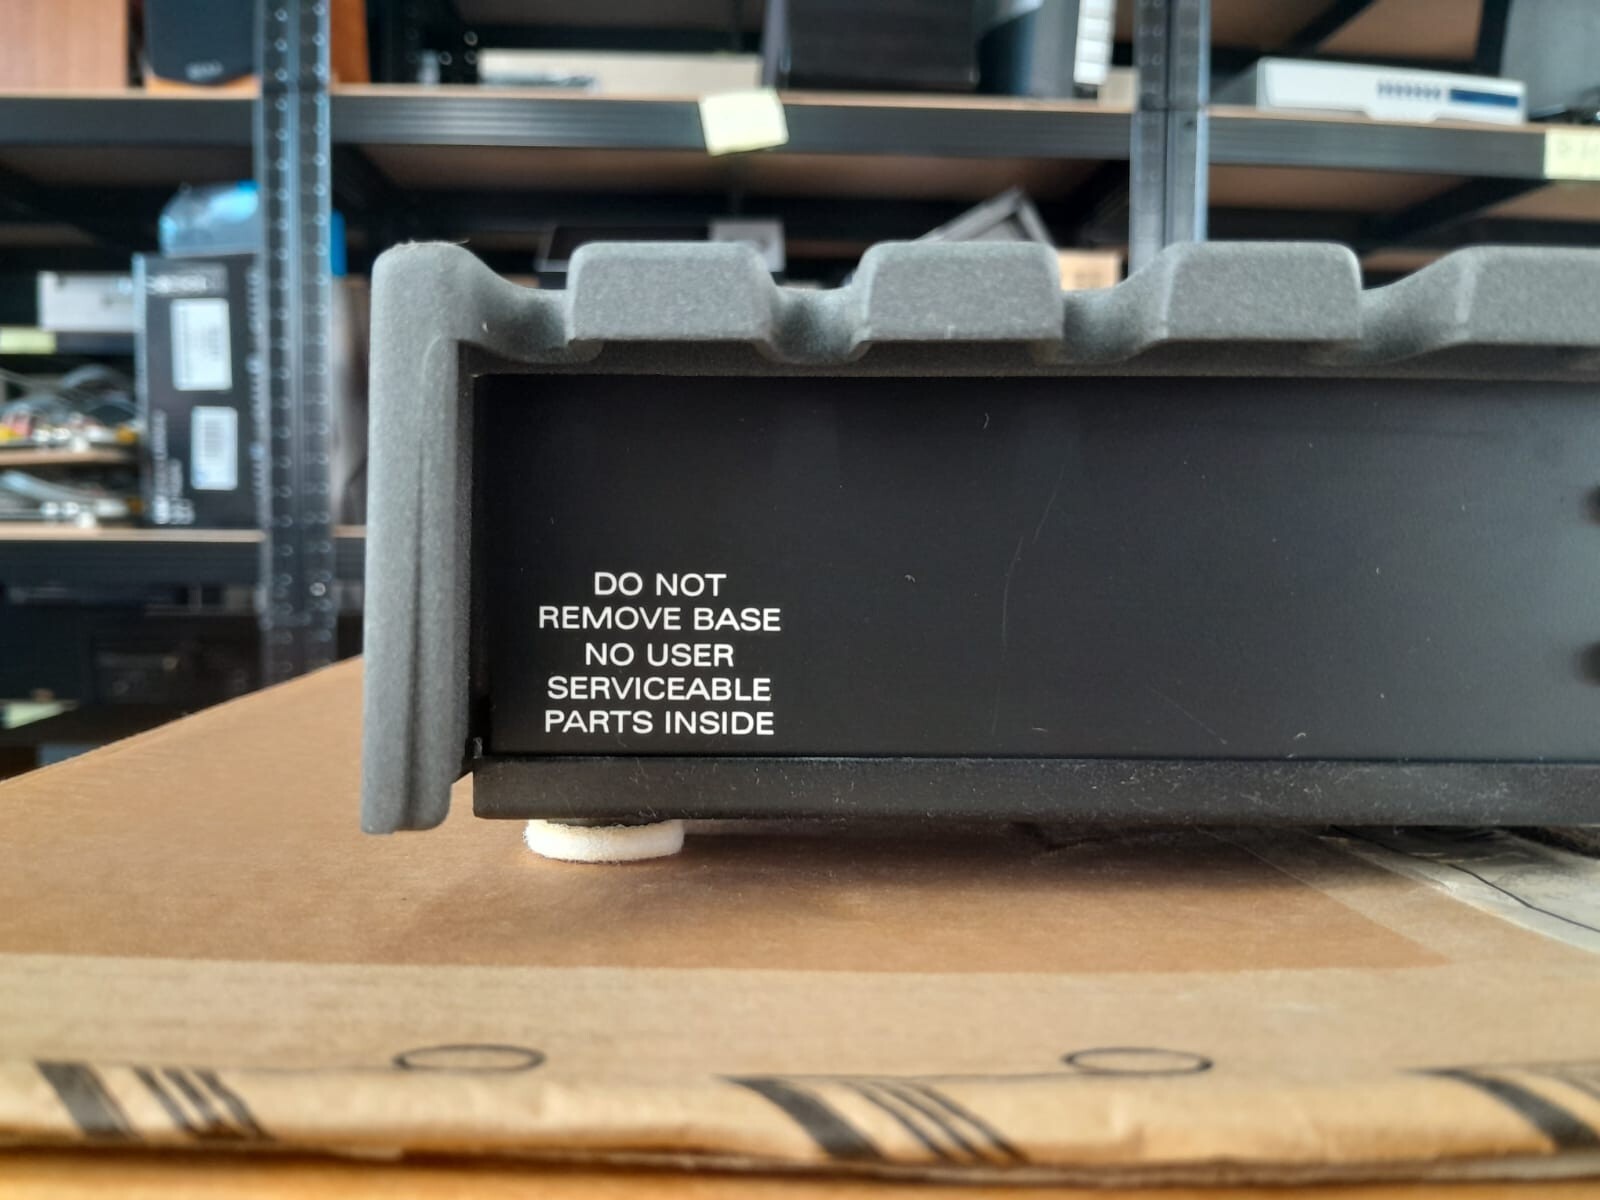 DO NOT
REMOVE BASE
NO USER
SERVICEABLE
PARTS INSIDE